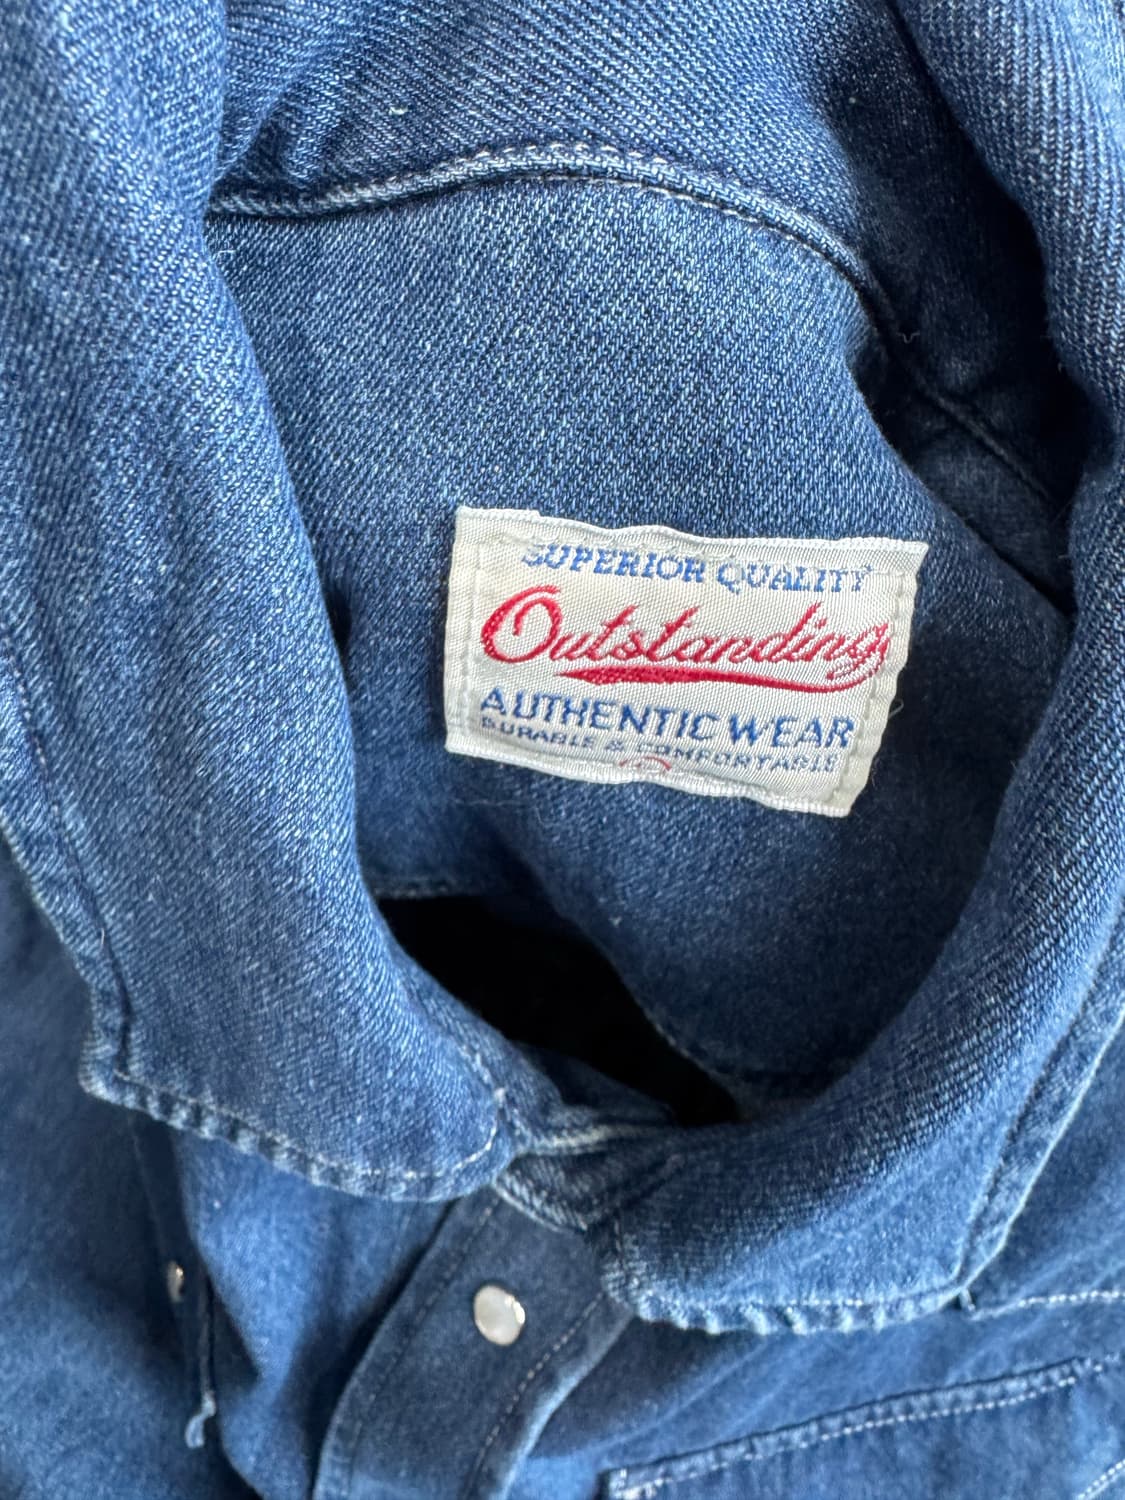 SUPERIOR QUALITY
Outstanding
AUTHENTIC WEAR
DURABLE & COMFORTABLE